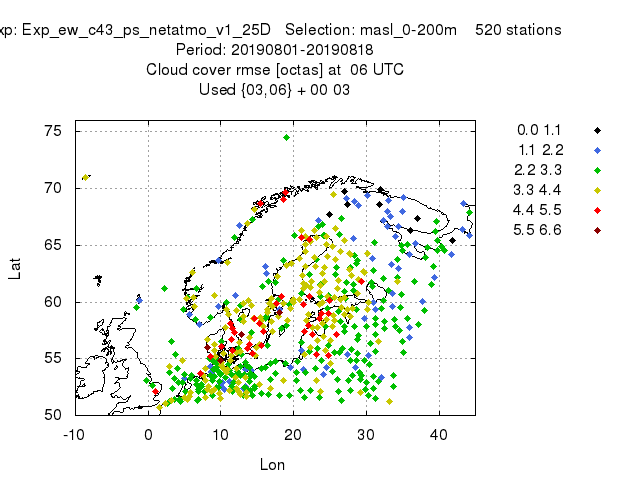 xp: Exp_ew_c43_ps_netatmo_v1_25D Selection: masl_0-200m 520 stations
Period: 20190801-20190818
Cloud cover rmse [octas] at 06 UTC
Used {03,06} + 00 03
75
70
65
60
55
50
-10 0 10 20 30 40
Lat
Lon
0.0 1.1
1.1 2.2
2.2 3.3
3.3 4.4
4.4 5.5
5.5 6.6